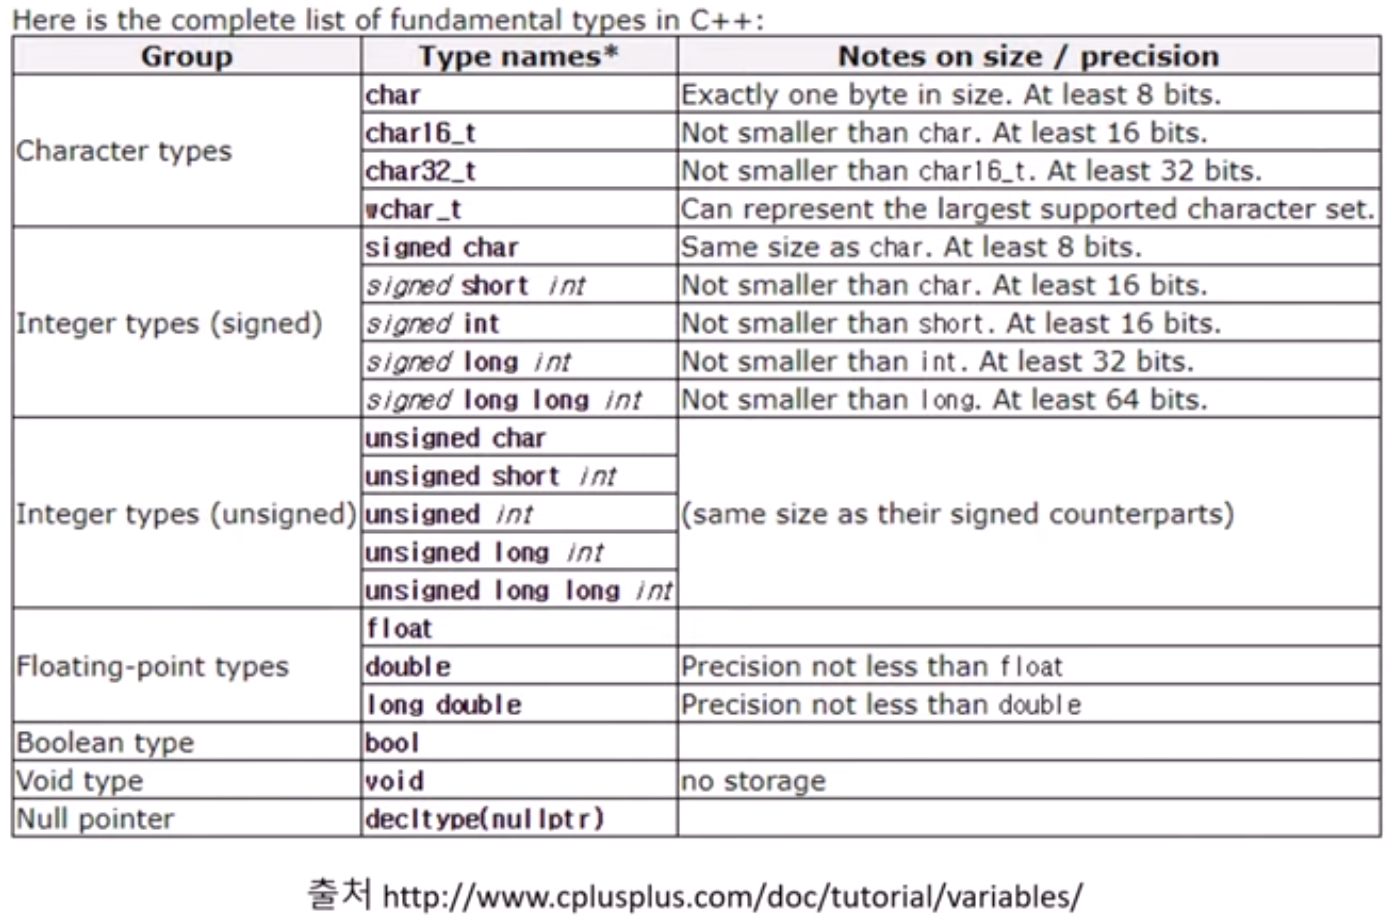 Here is the complete list of fundamental types in C++:
Group Type names* Notes on size / precision
Character types
char Exactly one byte in size. At least 8 bits.
char16_t Not smaller than char. At least 16 bits.
char32_t Not smaller than char16_t. At least 32 bits.
wchar_t Can represent the largest supported character set.
Integer types (signed)
signed char Same size as char. At least 8 bits.
signed short int Not smaller than char. At least 16 bits.
signed int Not smaller than short. At least 16 bits.
signed long int Not smaller than int. At least 32 bits.
signed long long int Not smaller than long. At least 64 bits.
Integer types (unsigned)
unsigned char
unsigned short int
unsigned int
unsigned long int
unsigned long long int
(same size as their signed counterparts)
Floating-point types
float
double Precision not less than float
long double Precision not less than double
Boolean type bool
Void type void no storage
Null pointer decltype(nullptr)
출처 http://www.cplusplus.com/doc/tutorial/variables/